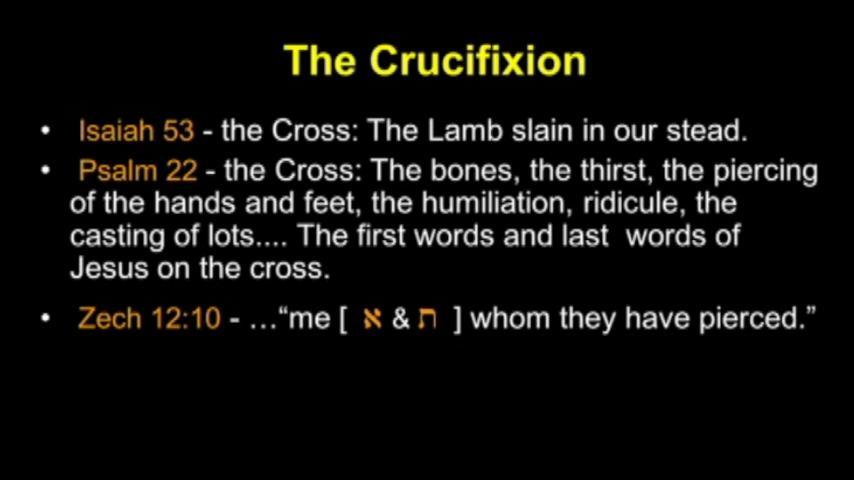 The Crucifixion
• Isaiah 53 - the Cross: The Lamb slain in our stead.
• Psalm 22 - the Cross: The bones, the thirst, the piercing
of the hands and feet, the humiliation, ridicule, the
casting of lots.... The first words and last words of
Jesus on the cross.
• Zech 12:10 - …“me [ א & ת ] whom they have pierced.”